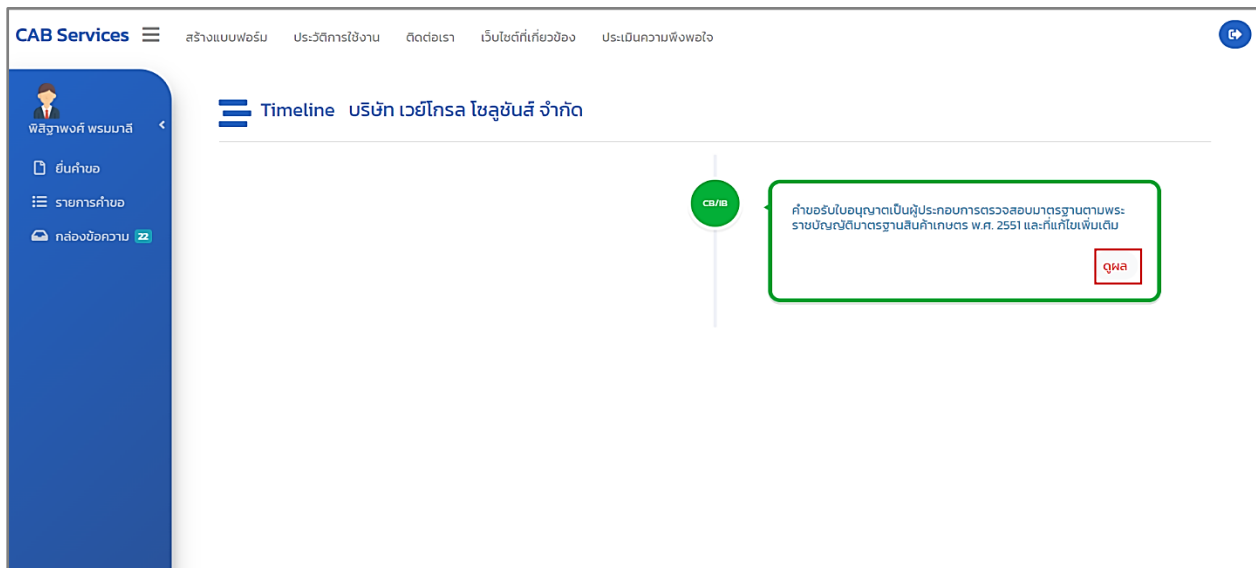 CAB Services สร้างแบบฟอร์ม ประวัติการใช้งาน ติดต่อเรา เว็บไซต์ที่เกี่ยวข้อง ประเมินความพึงพอใจ
พิสิฐาพงศ์ พรมมาลี
ยื่นคำขอ
รายการคำขอ
กล่องข้อความ 22
Timeline บริษัท เวย์โกรล โซลูชันส์ จำกัด
CB/IB
คำขอรับใบอนุญาตเป็นผู้ประกอบการตรวจสอบมาตรฐานตามพระ
ราชบัญญัติมาตรฐานสินค้าเกษตร พ.ศ. 2551 และที่แก้ไขเพิ่มเติม
ดูผล